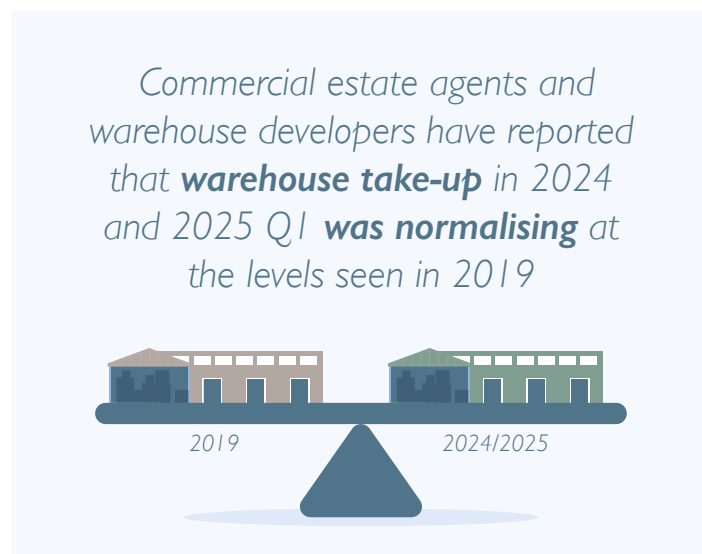 Commercial estate agents and
warehouse developers have reported
that warehouse take-up in 2024
and 2025 Q1 was normalising at
the levels seen in 2019
2019
2024/2025